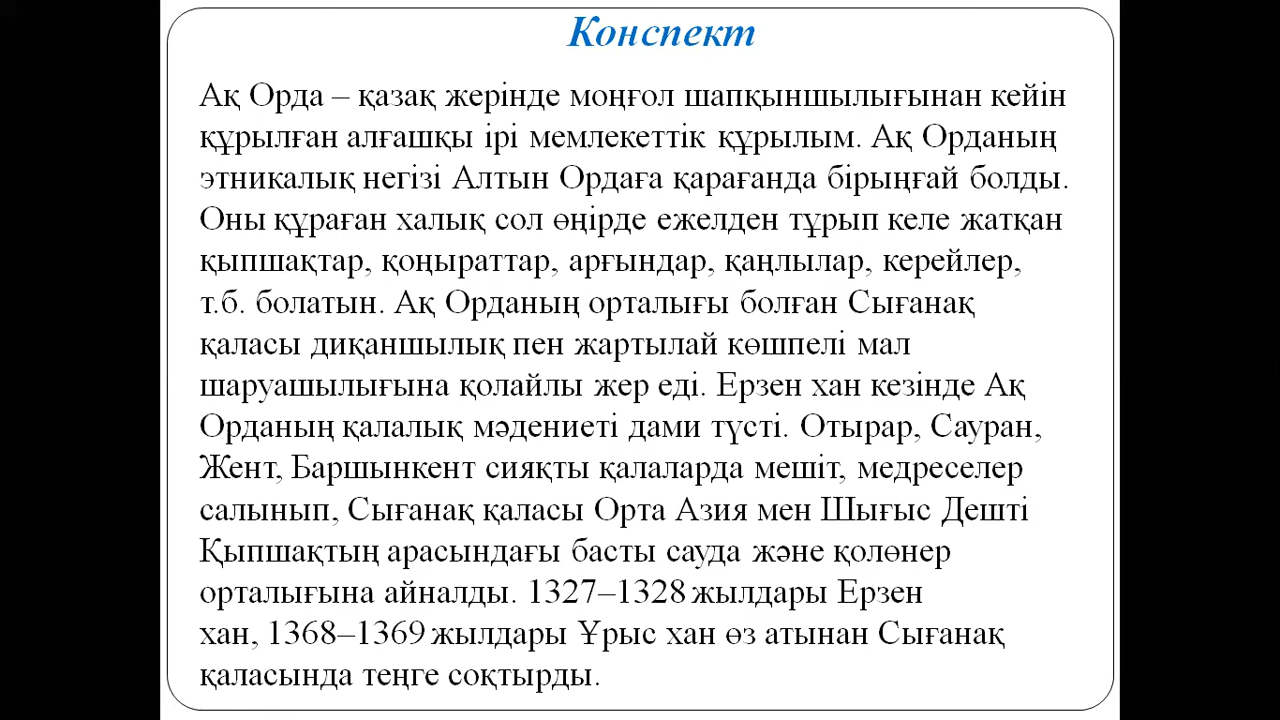 Конспект
Ақ Орда – қазақ жерінде моңғол шапқыншылығынан кейін
құрылған алғашқы ірі мемлекеттік құрылым. Ақ Орданың
этникалық негізі Алтын Ордаға қарағанда бірыңғай болды.
Оны құраған халық сол өңірде ежелден тұрып келе жатқан
қыпшақтар, қоңыраттар, арғындар, қаңлылар, керейлер,
т.б. болатын. Ақ Орданың орталығы болған Сығанақ
қаласы диқаншылық пен жартылай көшпелі мал
шаруашылығына қолайлы жер еді. Ерзен хан кезінде Ақ
Орданың қалалық мәдениеті дами түсті. Отырар, Сауран,
Жент, Баршынкент сияқты қалаларда мешіт, медреселер
салынып, Сығанақ қаласы Орта Азия мен Шығыс Дешті
Қыпшақтың арасындағы басты сауда және қолөнер
орталығына айналды. 1327–1328 жылдары Ерзен
хан, 1368–1369 жылдары Ұрыс хан өз атынан Сығанақ
қаласында теңге соқтырды.